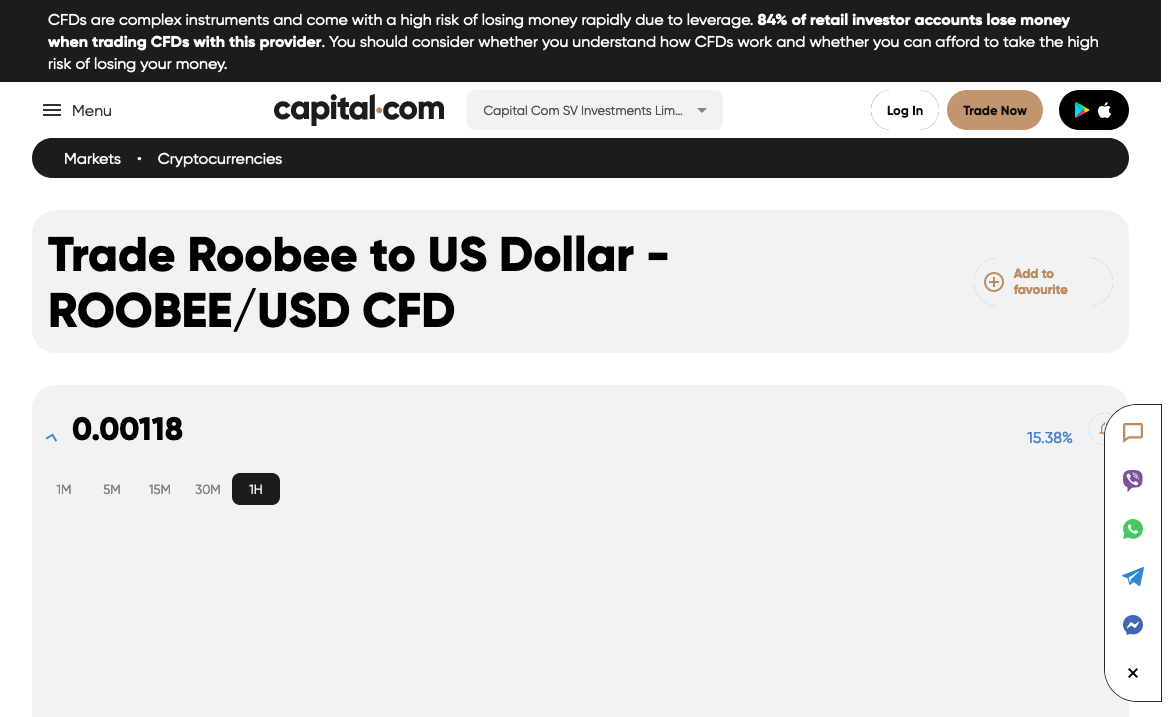 CFDs are complex instruments and come with a high risk of losing money rapidly due to leverage. 84% of retail investor accounts lose money
when trading CFDs with this provider. You should consider whether you understand how CFDs work and whether you can afford to take the high
risk of losing your money.
Menu
capital.com
Capital Com SV Investments Lim...
Log In
Trade Now
Markets • Cryptocurrencies
Trade Roobee to US Dollar -
ROOBEE/USD CFD
Add to
favourite
0.00118
15.38%
1M 5M 15M 30M 1H